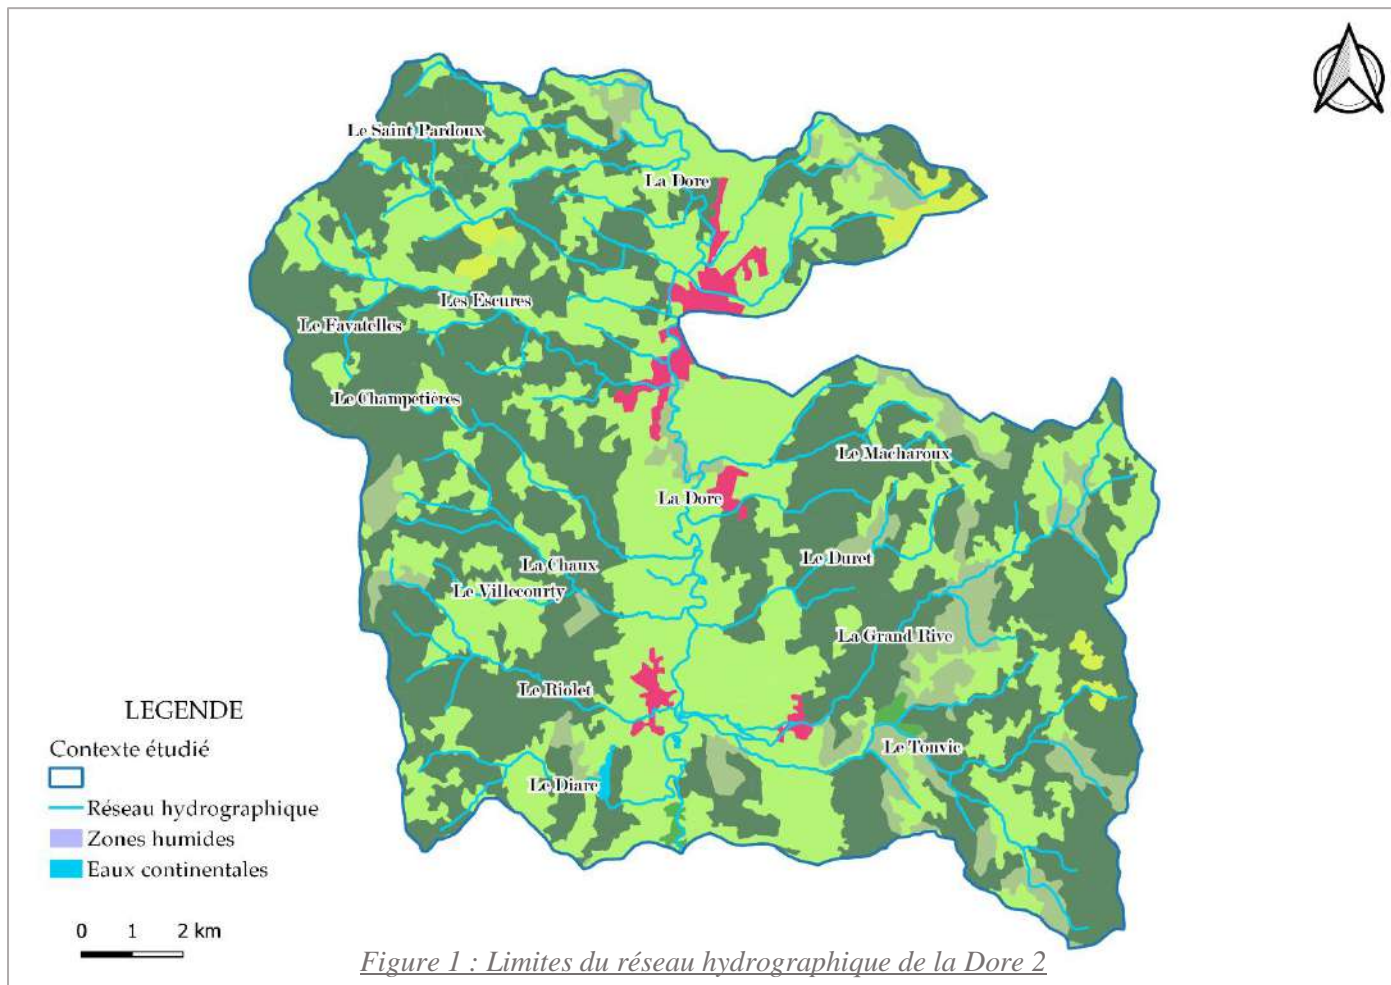 Le Saint Pardoux
La Dore
Les Escures
Le Favatelles
Le Champetières
Le Macharoux
La Dore
La Chaux
Le Duret
Le Villecourty
La Grand Rive
Le Riolet
Le Tonvic
Le Diare
LEGENDE
Contexte étudié
Réseau hydrographique
Zones humides
Eaux continentales
0 1 2 km
Figure 1 : Limites du réseau hydrographique de la Dore 2